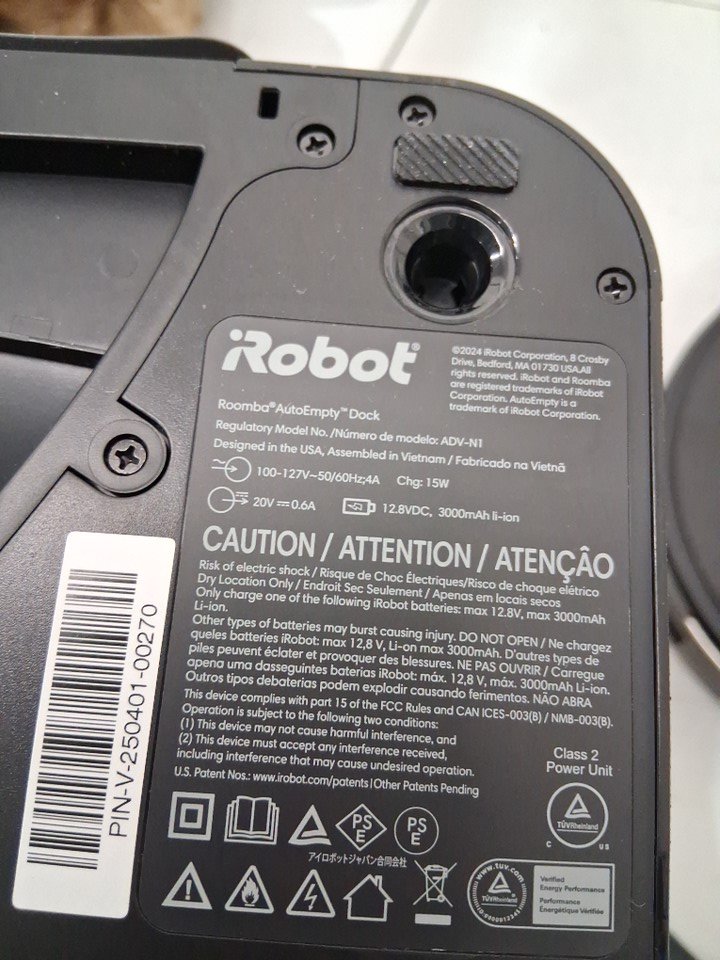 iRobot®
©2024 iRobot Corporation, 8 Crosby
Drive, Bedford, MA 01730 USA.All
rights reserved. iRobot and Roomba
are registered trademarks of iRobot
Corporation. AutoEmpty is a
trademark of iRobot Corporation.
Roomba® AutoEmpty™ Dock
Regulatory Model No. /Número de modelo: ADV-N1
Designed in the USA, Assembled in Vietnam / Fabricado na Vietnã
100-127V~50/60Hz;4A Chg: 15W
20V ⎓ 0.6A 12.8VDC, 3000mAh li-ion
CAUTION / ATTENTION / ATENÇÃO
Risk of electric shock / Risque de Choc Électriques/Risco de choque elétrico
Dry Location Only / Endroit Sec Seulement / Apenas em locais secos
Only charge one of the following iRobot batteries: max 12.8V, max 3000mAh
Li-ion.
Other types of batteries may burst causing injury. DO NOT OPEN / Ne chargez
queles batteries iRobot: max 12,8 V, Li-on max 3000mAh. D'autres types de
piles peuvent éclater et provoquer des blessures. NE PAS OUVRIR / Carregue
apena uma dasseguintes baterias iRobot: máx. 12,8 V, máx. 3000mAh Li-ion.
Outros tipos debaterias podem explodir causando ferimentos. NÃO ABRA
This device complies with part 15 of the FCC Rules and CAN ICES-003(B) / NMB-003(B).
Operation is subject to the following two conditions:
(1) This device may not cause harmful interference, and
(2) This device must accept any interference received,
including interference that may cause undesired operation.
U.S. Patent Nos.: www.irobot.com/patents | Other Patents Pending
Class 2
Power Unit
TÜVRheinland
C US
PS
E
PS
E
アイロボットジャパン合同会社
www.tuv.com
TÜVRheinland
Verified
Energy Performance
Performance
Énergétique Vérifiée
PIN-V-250401-00270